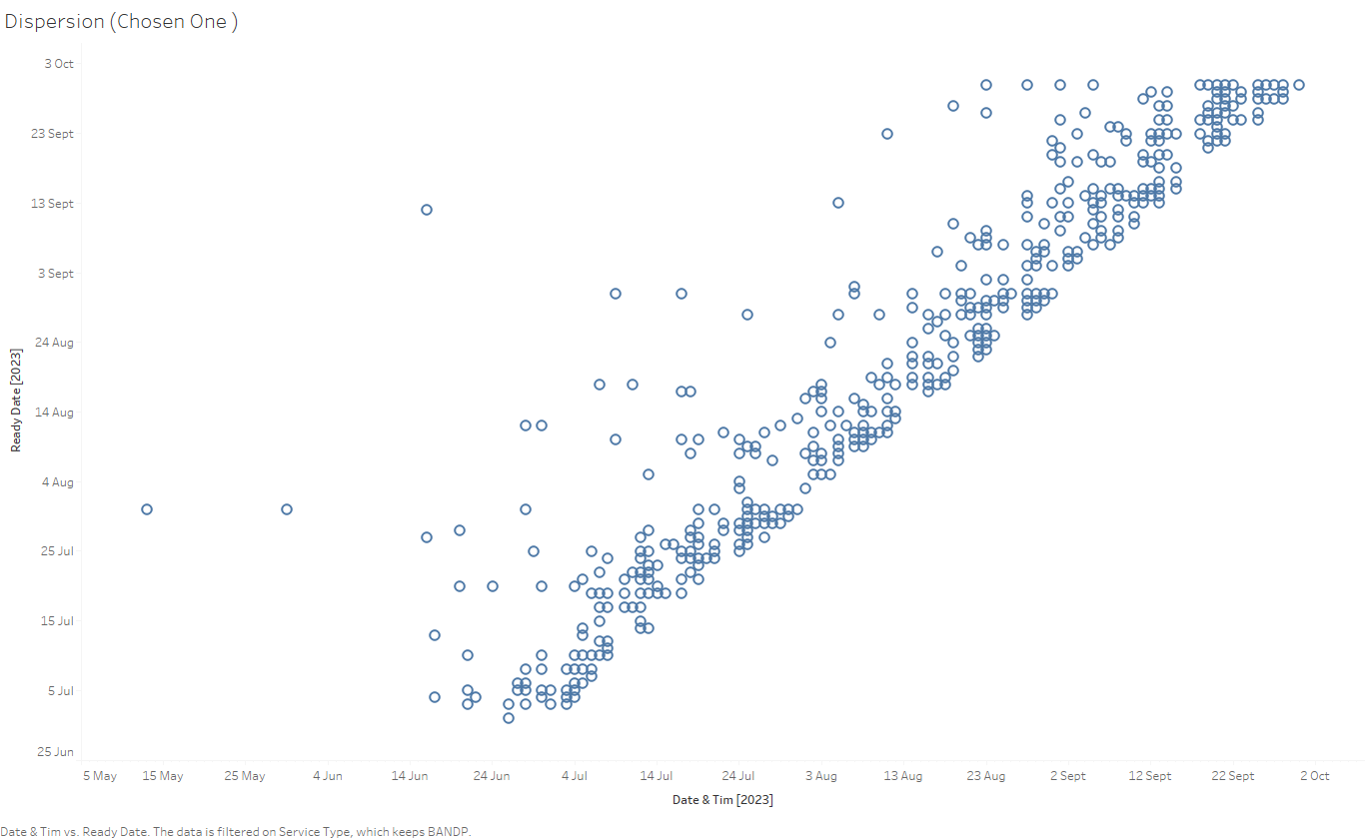 Dispersion (Chosen One )
3 Oct
23 Sept
13 Sept
3 Sept
24 Aug
14 Aug
4 Aug
25 Jul
15 Jul
5 Jul
25 Jun
Ready Date [2023]
5 May 15 May 25 May 4 Jun 14 Jun 24 Jun 4 Jul 14 Jul 24 Jul 3 Aug 13 Aug 23 Aug 2 Sept 12 Sept 22 Sept 2 Oct
Date & Tim [2023]
Date & Tim vs. Ready Date. The data is filtered on Service Type, which keeps BANDP.